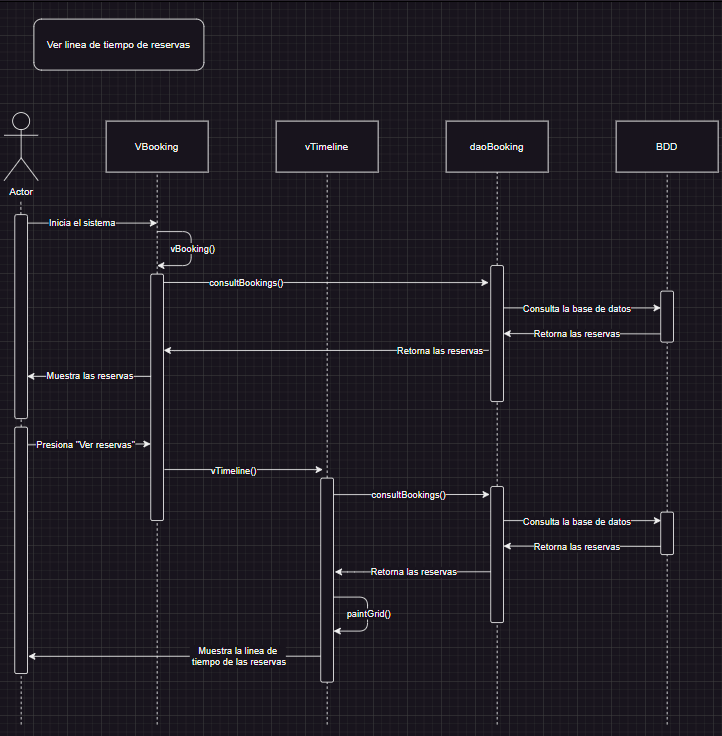 Ver linea de tiempo de reservas
VBooking
vTimeline
daoBooking
BDD
Actor
Inicia el sistema
vBooking()
consultBookings()
Consulta la base de datos
Retorna las reservas
Retorna las reservas
Muestra las reservas
Presiona "Ver reservas"
vTimeline()
consultBookings()
Consulta la base de datos
Retorna las reservas
Retorna las reservas
paintGrid()
Muestra la linea de
tiempo de las reservas